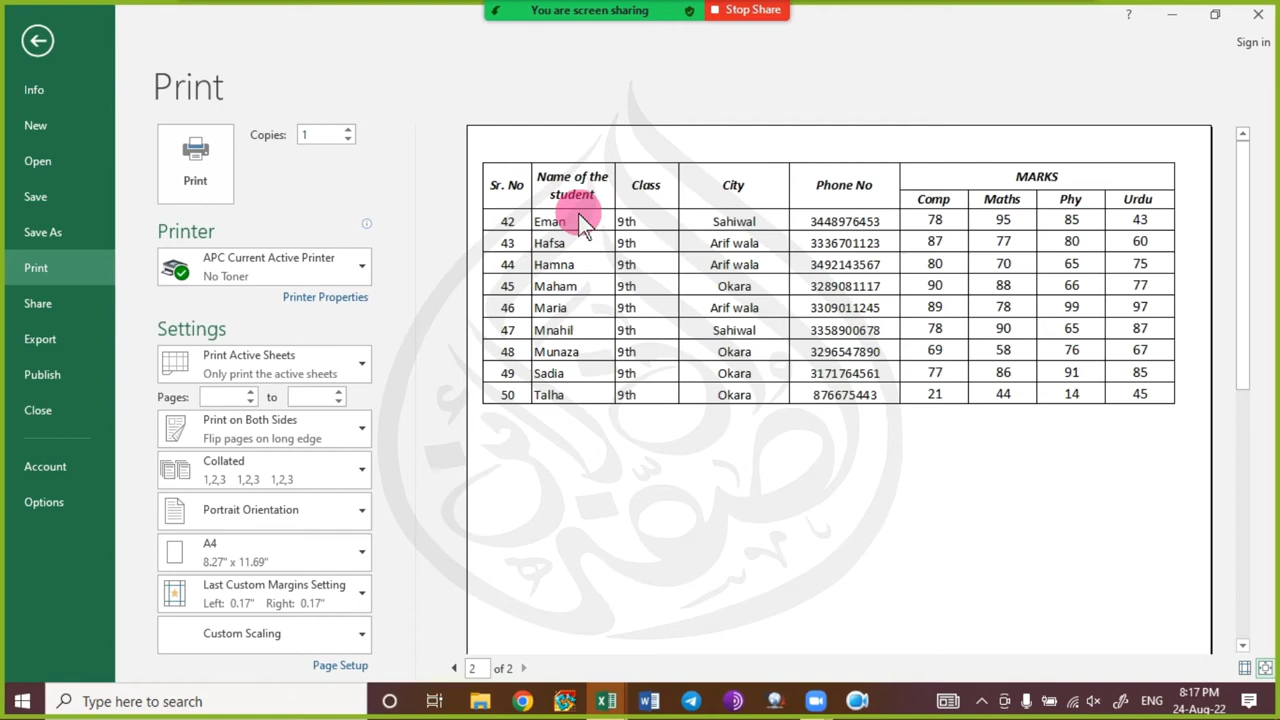 You are screen sharing
Stop Share
?
Sign in
Info
New
Open
Save
Save As
Print
Share
Export
Publish
Close
Account
Options
Print
Print
Copies: 1
Printer
APC Current Active Printer
No Toner
Printer Properties
Settings
Print Active Sheets
Only print the active sheets
Pages: to
Print on Both Sides
Flip pages on long edge
Collated
1,2,3 1,2,3 1,2,3
Portrait Orientation
A4
8.27" x 11.69"
Last Custom Margins Setting
Left: 0.17" Right: 0.17"
Custom Scaling
Page Setup
Sr. No Name of the student Class City Phone No MARKS
Comp Maths Phy Urdu
42 Eman 9th Sahiwal 3448976453 78 95 85 43
43 Hafsa 9th Arif wala 3336701123 87 77 80 60
44 Hamna 9th Arif wala 3492143567 80 70 65 75
45 Maham 9th Okara 3289081117 90 88 66 77
46 Maria 9th Arif wala 3309011245 89 78 99 97
47 Mnahil 9th Sahiwal 3358900678 78 90 65 87
48 Munaza 9th Okara 3296547890 69 58 76 67
49 Sadia 9th Okara 3171764561 77 86 91 85
50 Talha 9th Okara 876675443 21 44 14 45
2 of 2
Type here to search
ENG
8:17 PM
24-Aug-22